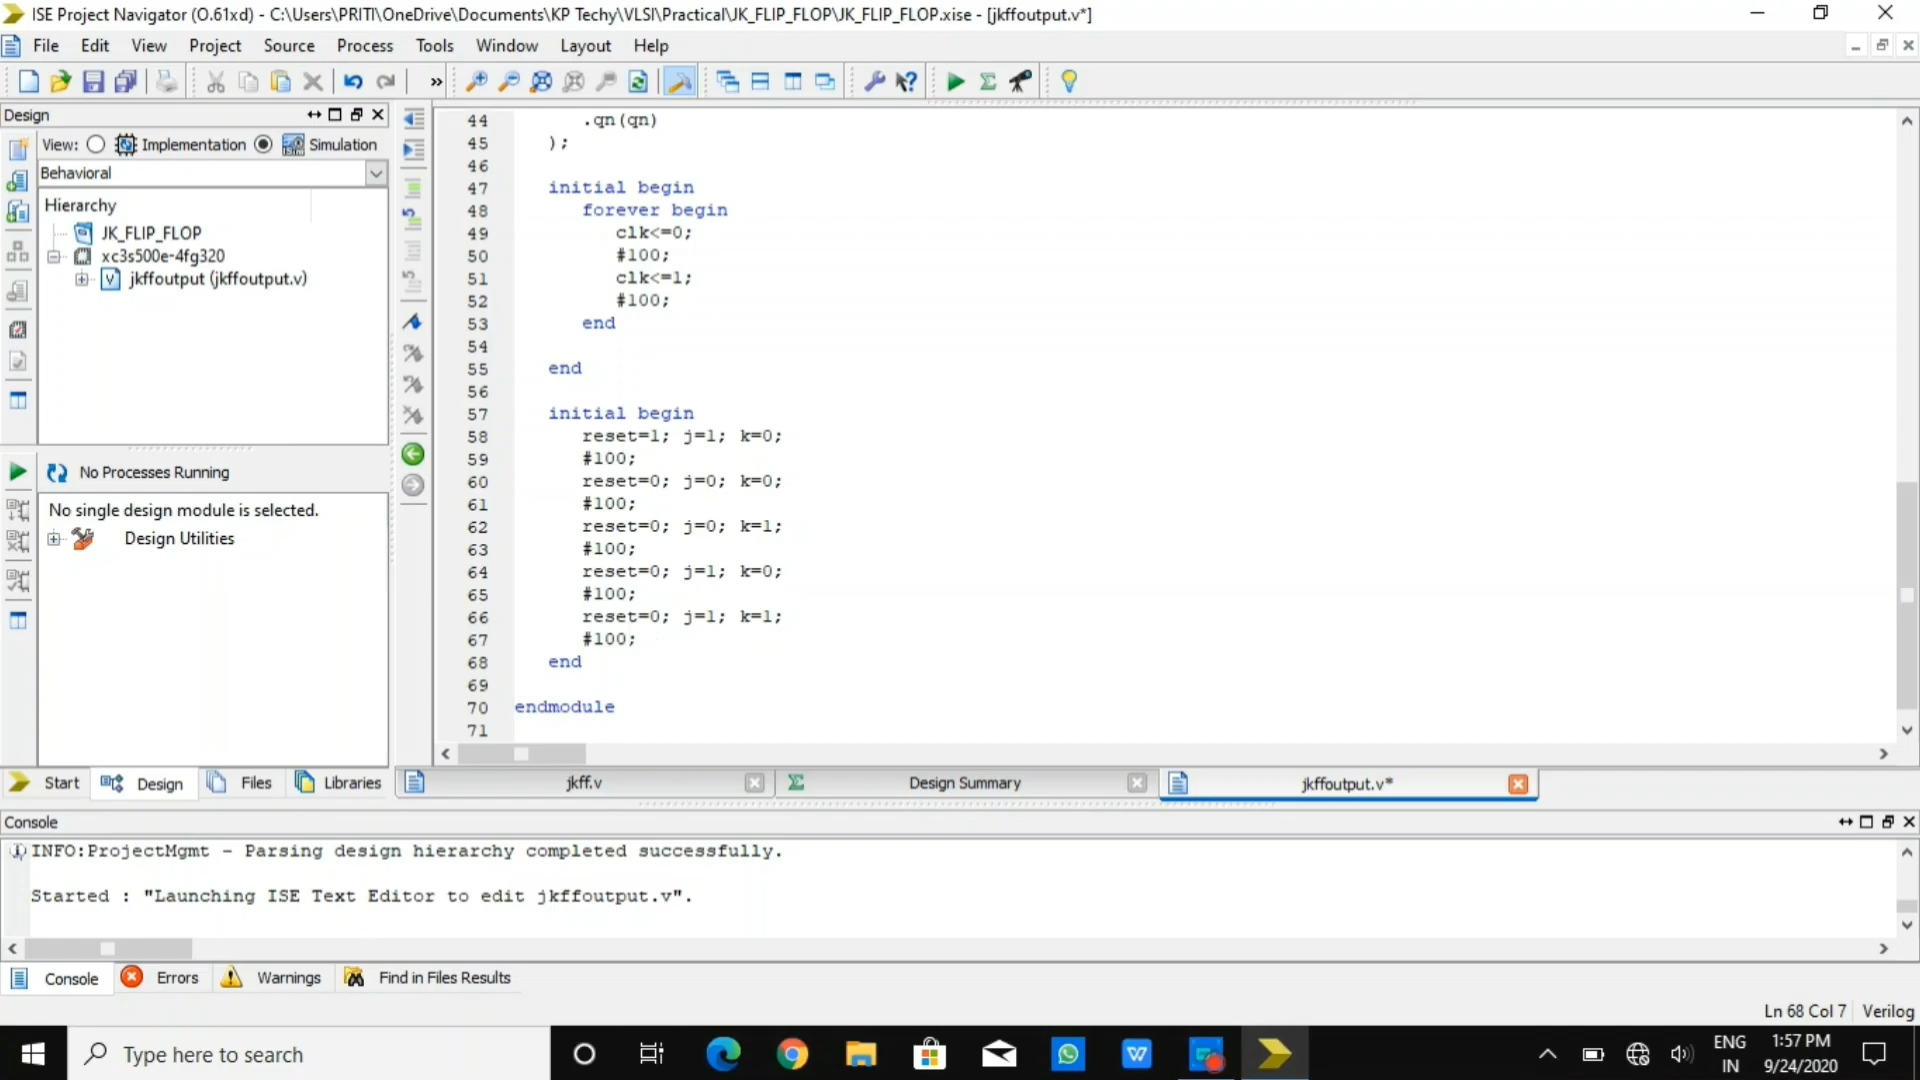 ISE Project Navigator (O.61xd) - C:\Users\PRITI\OneDrive\Documents\KP Techy\VLSI\Practical\JK_FLIP_FLOP\JK_FLIP_FLOP.xise - [jkffoutput.v*]
File Edit View Project Source Process Tools Window Layout Help
»
Design
View: Implementation Simulation
Behavioral
Hierarchy
JK_FLIP_FLOP
xc3s500e-4fg320
jkffoutput (jkffoutput.v)
No Processes Running
No single design module is selected.
Design Utilities
Start Design Files Libraries
44 .qn(qn)
45 );
46
47 initial begin
48 forever begin
49 clk<=0;
50 #100;
51 clk<=1;
52 #100;
53 end
54
55 end
56
57 initial begin
58 reset=1; j=1; k=0;
59 #100;
60 reset=0; j=0; k=0;
61 #100;
62 reset=0; j=0; k=1;
63 #100;
64 reset=0; j=1; k=0;
65 #100;
66 reset=0; j=1; k=1;
67 #100;
68 end
69
70 endmodule
71
jkff.v Design Summary jkffoutput.v*
Console
INFO:ProjectMgmt - Parsing design hierarchy completed successfully.
Started : "Launching ISE Text Editor to edit jkffoutput.v".
Console Errors Warnings Find in Files Results
Ln 68 Col 7 Verilog
Type here to search
ENG
IN
1:57 PM
9/24/2020